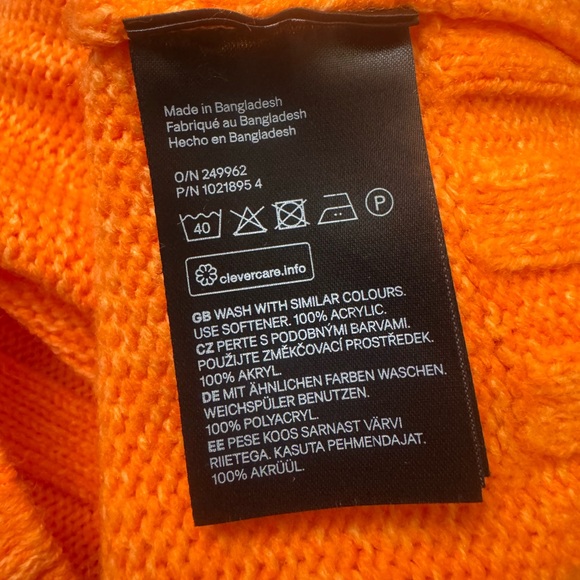 Made in Bangladesh
Fabriqué au Bangladesh
Hecho en Bangladesh
O/N 249962
P/N 1021895 4
40 P
clevercare.info
GB WASH WITH SIMILAR COLOURS.
USE SOFTENER. 100% ACRYLIC.
CZ PERTE S PODOBNÝMI BARVAMI.
POUŽIJTE ZMĚKČOVACÍ PROSTŘEDEK.
100% AKRYL.
DE MIT ÄHNLICHEN FARBEN WASCHEN.
WEICHSPÜLER BENUTZEN.
100% POLYACRYL.
EE PESE KOOS SARNAST VÄRVI
RIIETEGA. KASUTA PEHMENDAJAT.
100% AKRÜÜL.